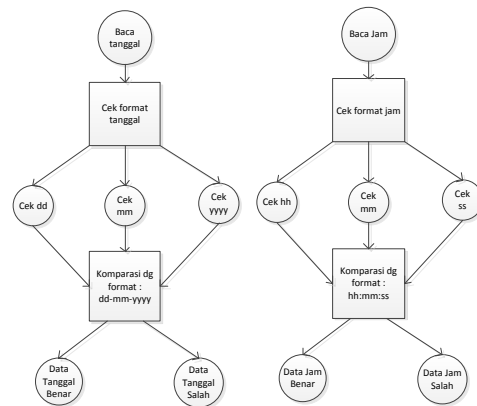 Baca
tanggal
Cek format
tanggal
Cek dd
Cek
mm
Cek
yyyy
Komparasi dg
format :
dd-mm-yyyy
Data
Tanggal
Benar
Data
Tanggal
Salah
Baca Jam
Cek format jam
Cek hh
Cek
mm
Cek
ss
Komparasi dg
format :
hh:mm:ss
Data Jam
Benar
Data Jam
Salah